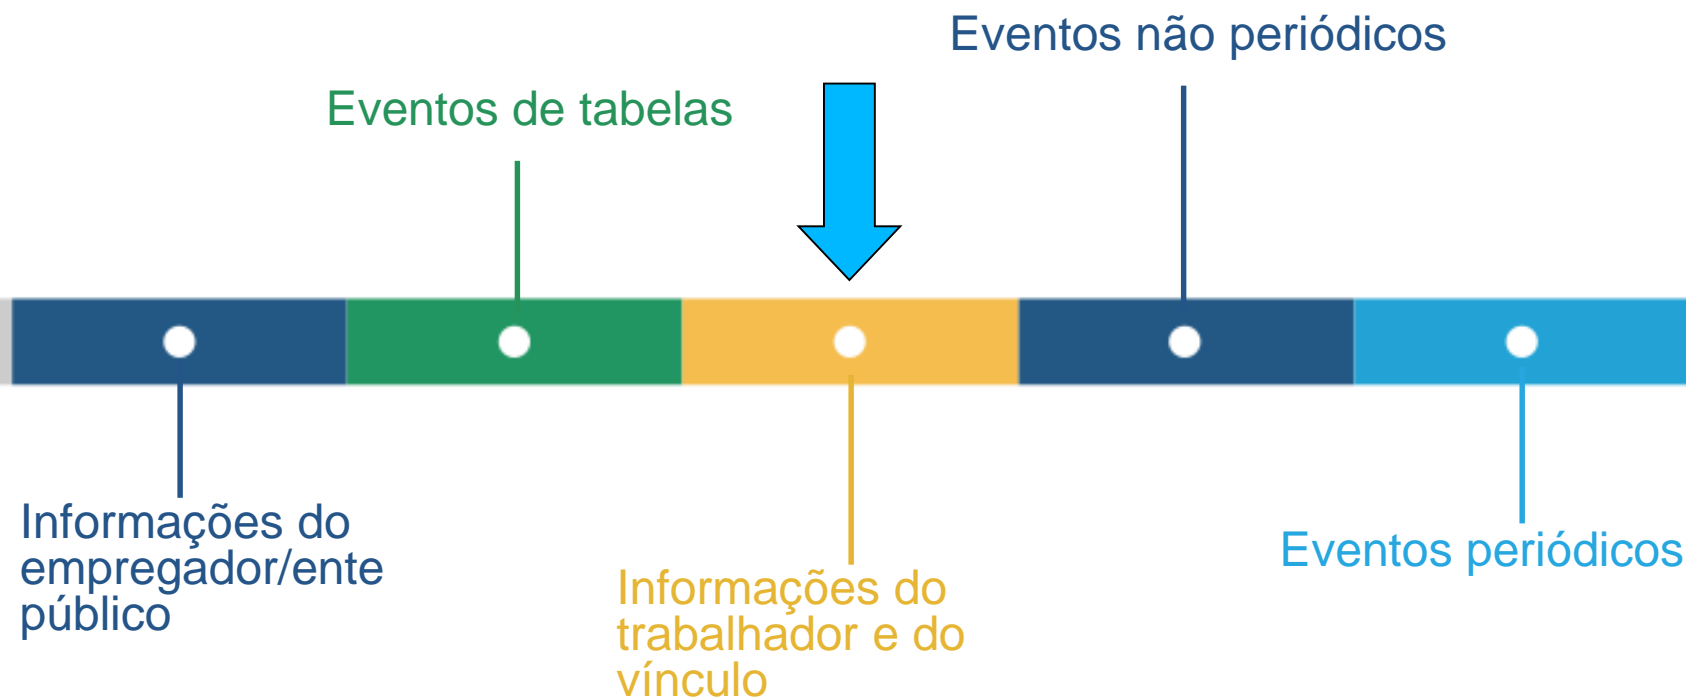 Eventos não periódicos
Eventos de tabelas
Informações do
empregador/ente
público
Informações do
trabalhador e do
vínculo
Eventos periódicos